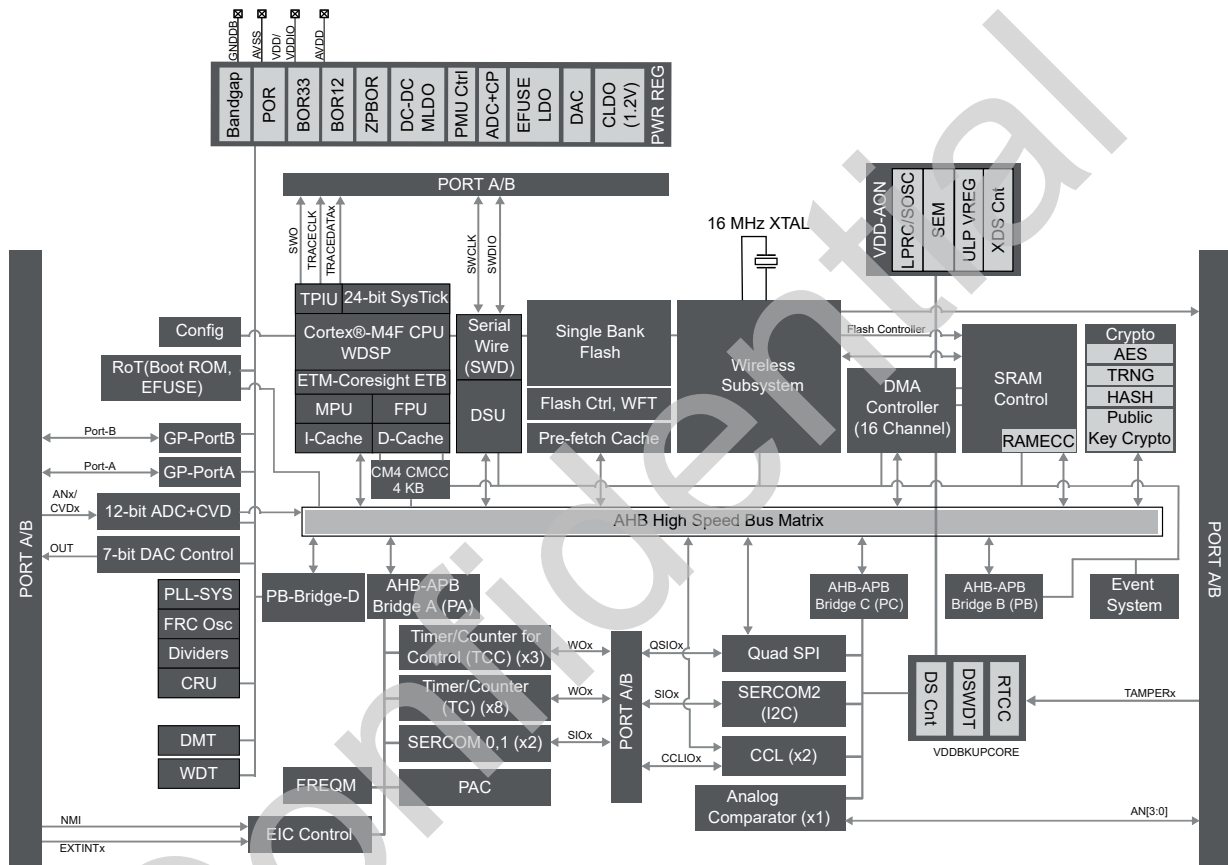 GNDDB
AVSS
VDD/
VDDIO
AVDD
Bandgap
POR
BOR33
BOR12
ZPBOR
DC-DC
MLDO
PMU Ctrl
ADC+CP
EFUSE
LDO
DAC
CLDO
(1.2V)
PWR REG
PORT A/B
SWO
TRACECLK
TRACEDATAx
SWCLK
SWDIO
16 MHz XTAL
VDD-AON
LPRC/SOSC
SEM
ULP VREG
XDS Cnt
TPIU
24-bit SysTick
Cortex®-M4F CPU
WDSP
ETM-Coresight ETB
MPU
FPU
I-Cache
D-Cache
CM4 CMCC
4 KB
Serial
Wire
(SWD)
DSU
Single Bank
Flash
Flash Ctrl, WFT
Pre-fetch Cache
Wireless
Subsystem
Flash Controller
DMA
Controller
(16 Channel)
SRAM
Control
RAMECC
Crypto
AES
TRNG
HASH
Public
Key Crypto
Config
RoT(Boot ROM,
EFUSE)
Port-B
GP-PortB
Port-A
GP-PortA
ANx/
CVDx
12-bit ADC+CVD
OUT
7-bit DAC Control
PORT A/B
PORT A/B
AHB High Speed Bus Matrix
PLL-SYS
FRC Osc
Dividers
CRU
DMT
WDT
PB-Bridge-D
AHB-APB
Bridge A (PA)
AHB-APB
Bridge C (PC)
AHB-APB
Bridge B (PB)
Event
System
Timer/Counter for
Control (TCC) (x3)
WOx
Timer/Counter
(TC) (x8)
WOx
SERCOM 0,1 (x2)
SIOx
PORT A/B
QSIOx
Quad SPI
SIOx
SERCOM2
(I2C)
CCLIOx
CCL (x2)
DS Cnt
DSWDT
RTCC
VDDBKUPCORE
TAMPERx
FREQM
PAC
Analog
Comparator (x1)
AN[3:0]
NMI
EXTINTx
EIC Control
Confidential